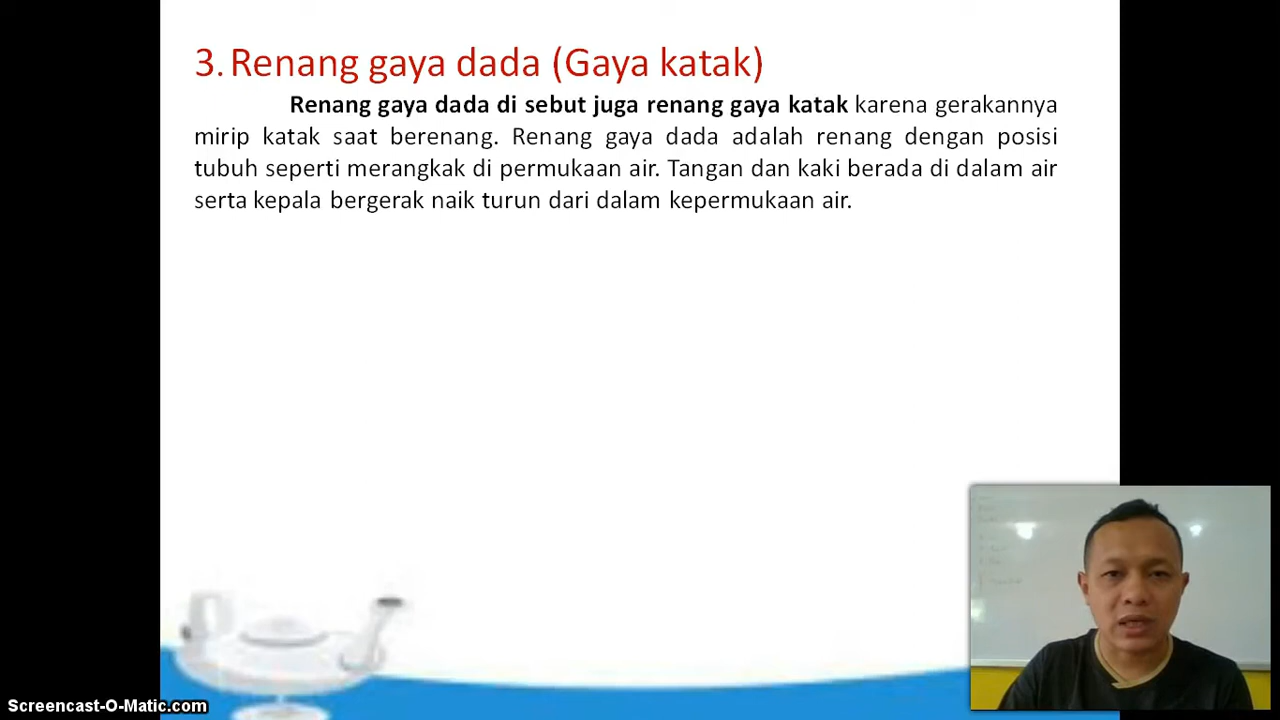 3. Renang gaya dada (Gaya katak)
Renang gaya dada di sebut juga renang gaya katak karena gerakannya
mirip katak saat berenang. Renang gaya dada adalah renang dengan posisi
tubuh seperti merangkak di permukaan air. Tangan dan kaki berada di dalam air
serta kepala bergerak naik turun dari dalam kepermukaan air.
Screencast-O-Matic.com